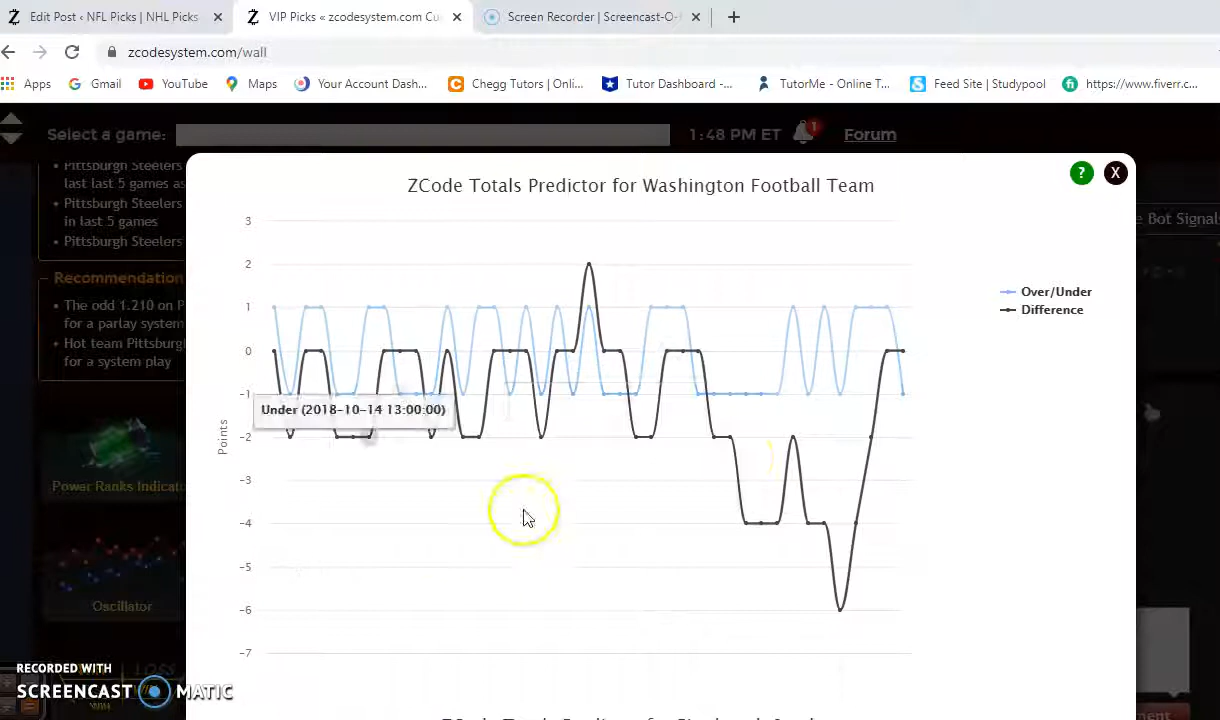 Edit Post ‹ NFL Picks | NHL Picks
VIP Picks « zcodesystem.com Cu
Screen Recorder | Screencast-O-
zcodesystem.com/wall
Apps
Gmail
YouTube
Maps
Your Account Dash...
Chegg Tutors | Onli...
Tutor Dashboard -...
TutorMe - Online T...
Feed Site | Studypool
https://www.fiverr.c...
Select a game:
1:48 PM ET
1
Forum
Pittsburgh Steelers
last last 5 games as
Pittsburgh Steelers
in last 5 games
Pittsburgh Steelers
Recommendation
The odd 1.210 on P
for a parlay system
Hot team Pittsburg
for a system play
Power Ranks Indicat
Oscillator
e Bot Signals
ZCode Totals Predictor for Washington Football Team
?
X
3
2
1
0
-1
-2
-3
-4
-5
-6
-7
Points
Over/Under
Difference
Under (2018-10-14 13:00:00)
RECORDED WITH
SCREENCAST MATIC